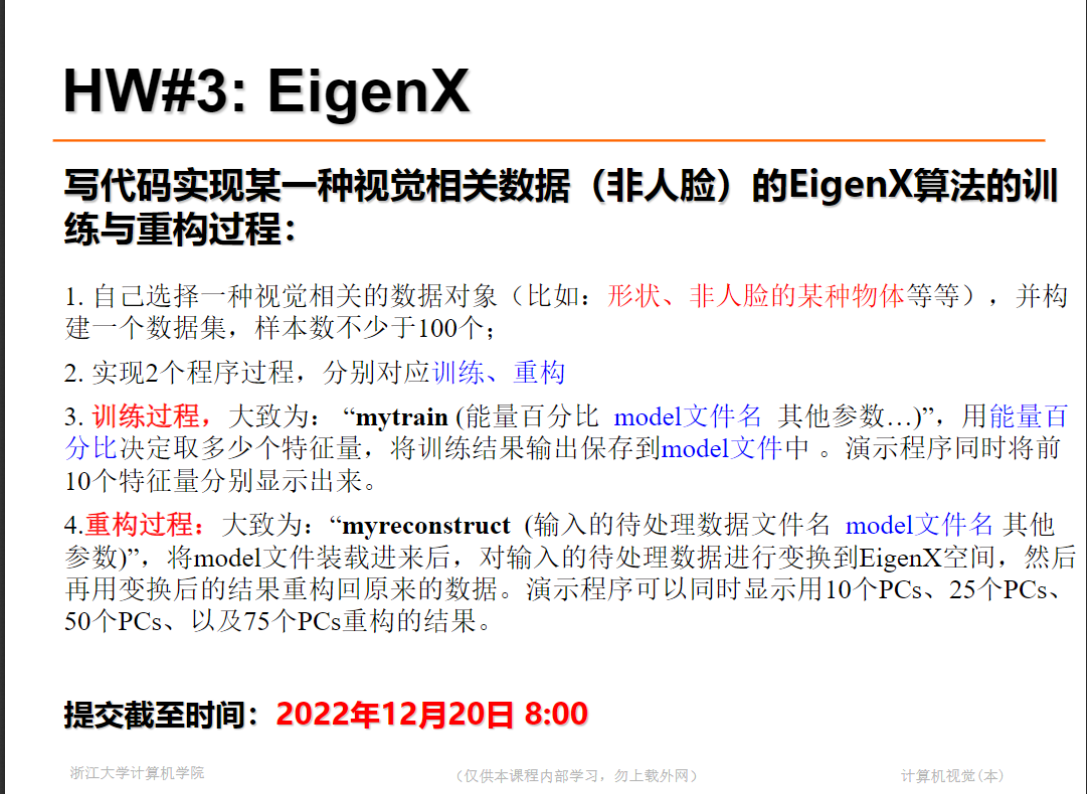 HW#3: EigenX
写代码实现某一种视觉相关数据（非人脸）的EigenX算法的训
练与重构过程：
1. 自己选择一种视觉相关的数据对象（比如：形状、非人脸的某种物体等等），并构
建一个数据集，样本数不少于100个；
2. 实现2个程序过程，分别对应训练、重构
3. 训练过程，大致为： “mytrain (能量百分比 model文件名 其他参数…)”，用能量百
分比决定取多少个特征量，将训练结果输出保存到model文件中 。演示程序同时将前
10个特征量分别显示出来。
4.重构过程：大致为：“myreconstruct (输入的待处理数据文件名 model文件名 其他
参数)”，将model文件装载进来后，对输入的待处理数据进行变换到EigenX空间，然后
再用变换后的结果重构回原来的数据。演示程序可以同时显示用10个PCs、25个PCs、
50个PCs、以及75个PCs重构的结果。
提交截至时间：2022年12月20日 8:00
浙江大学计算机学院
（仅供本课程内部学习，勿上载外网）
计算机视觉(本)